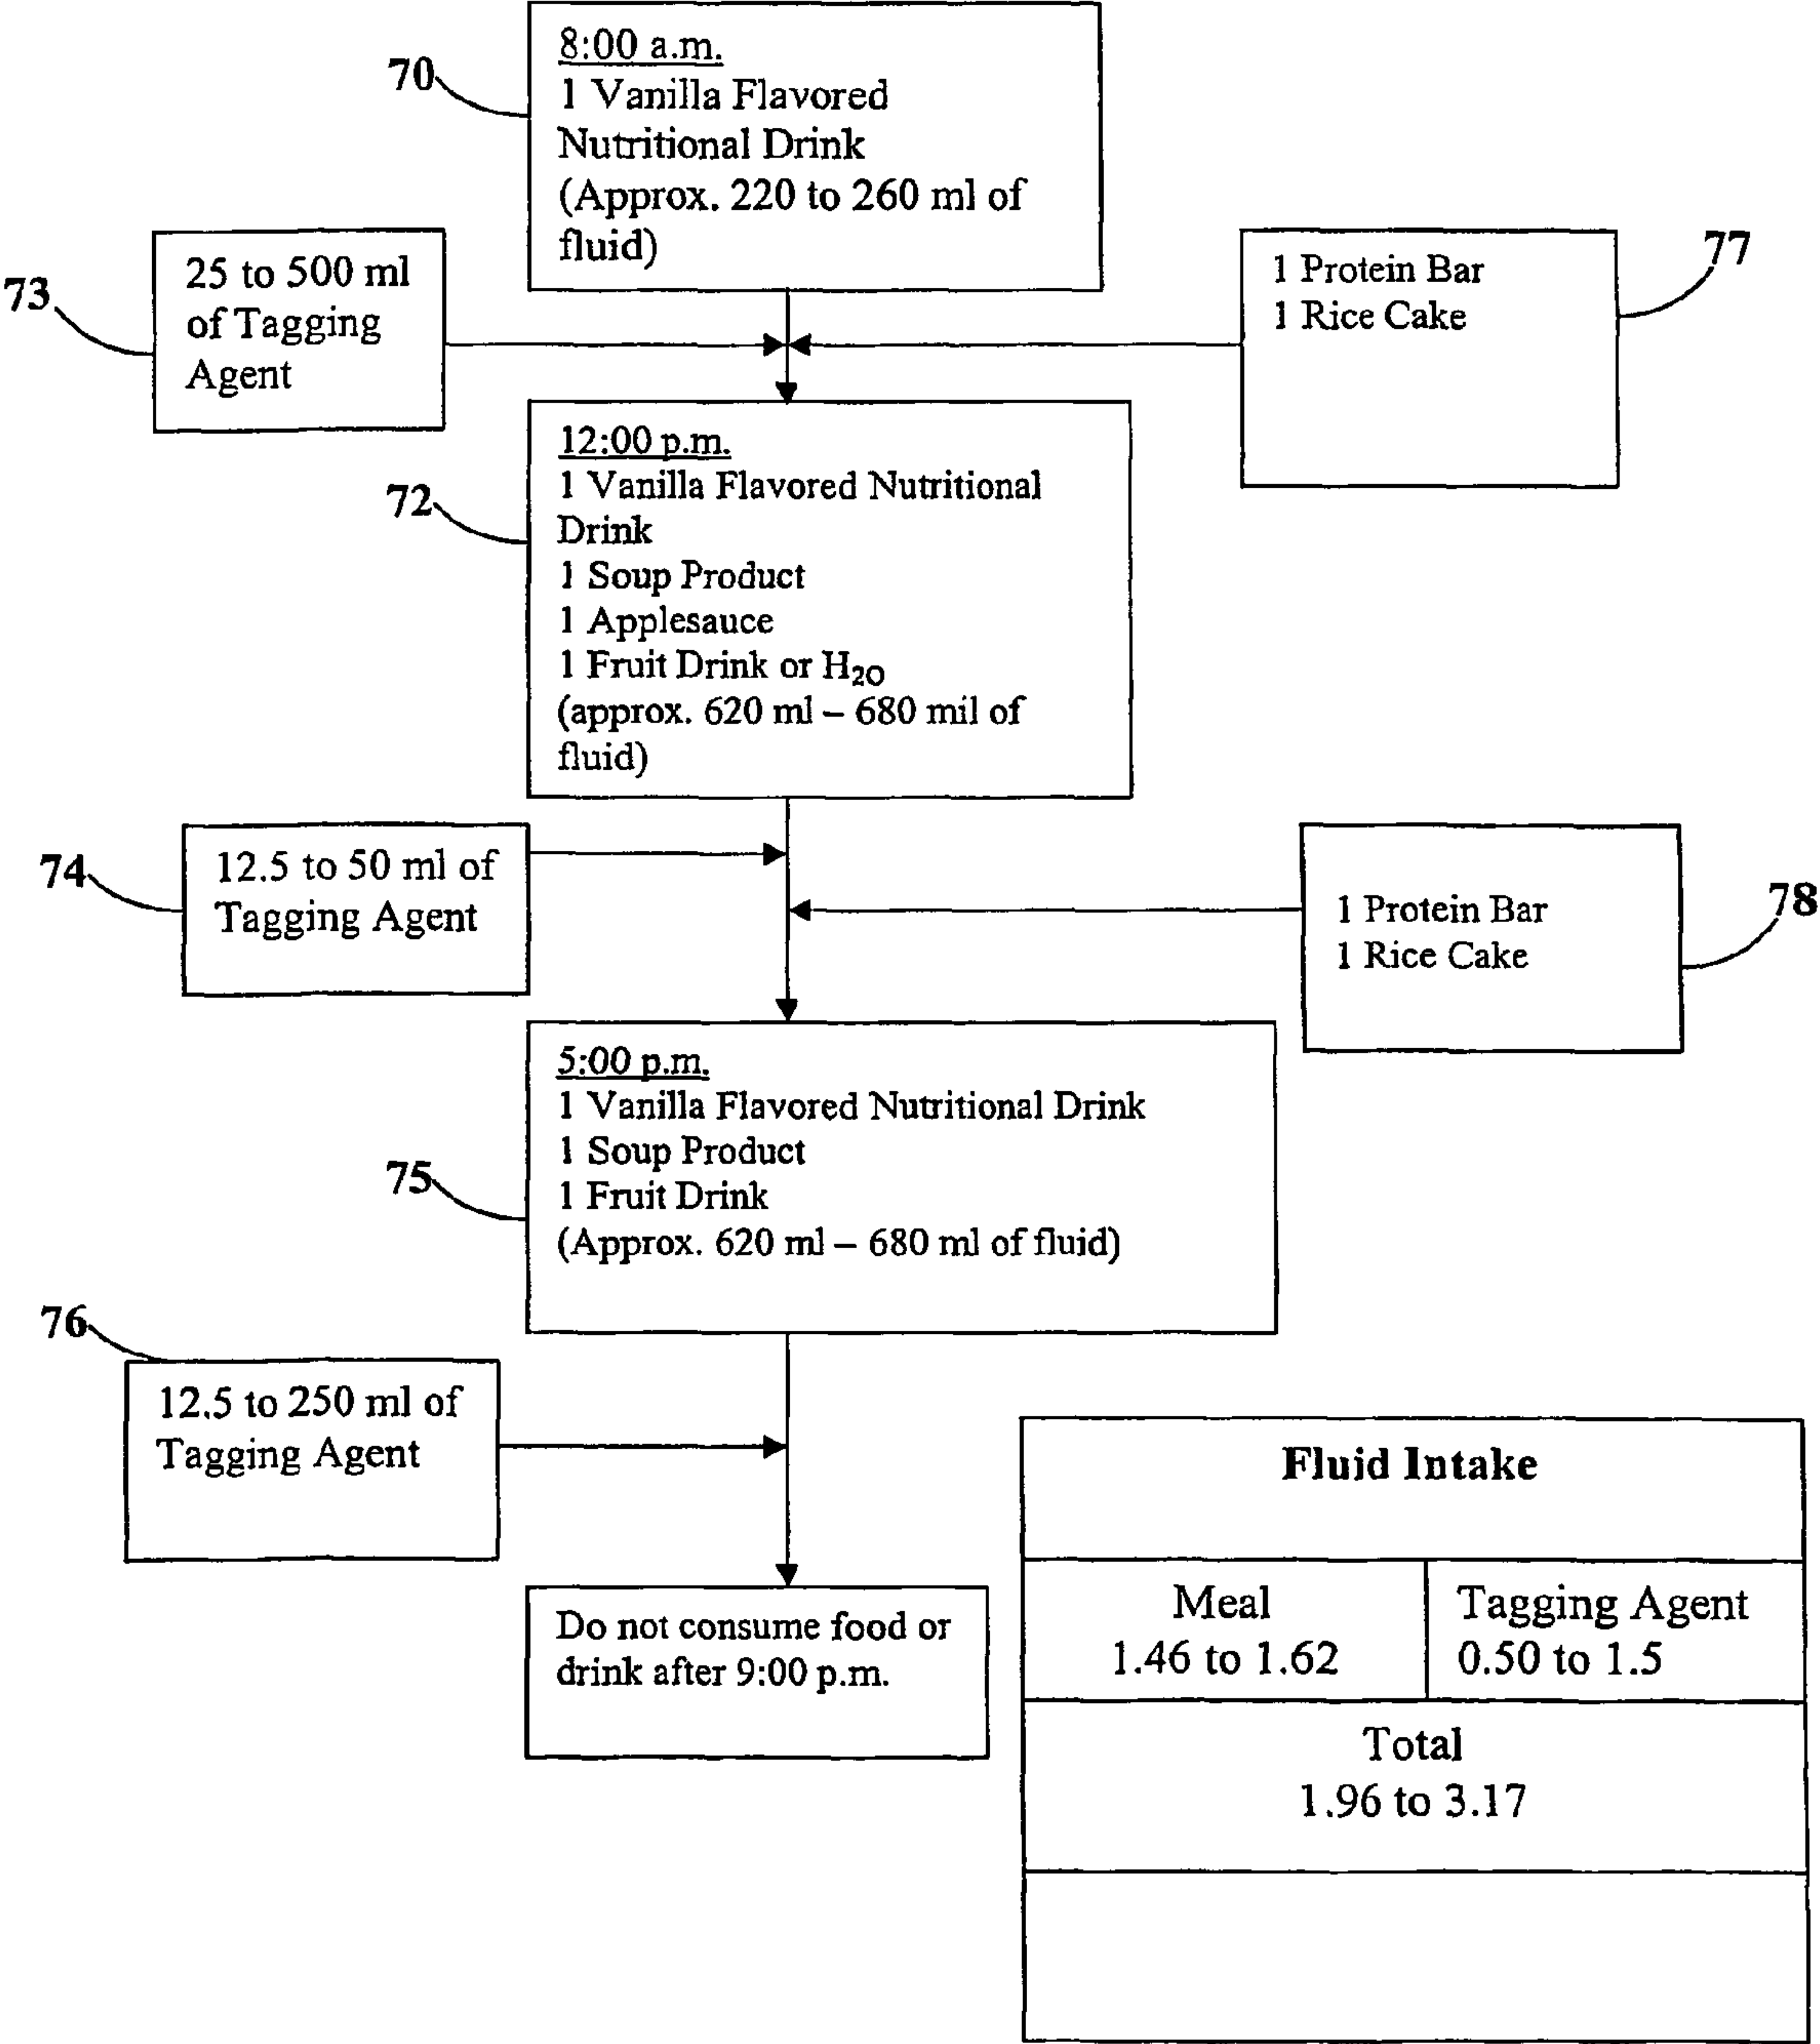 70
8:00 a.m.
1 Vanilla Flavored
Nutritional Drink
(Approx. 220 to 260 ml of
fluid)
73
25 to 500 ml
of Tagging
Agent
1 Protein Bar
1 Rice Cake
77
72
12:00 p.m.
1 Vanilla Flavored Nutritional
Drink
1 Soup Product
1 Applesauce
1 Fruit Drink or H₂O
(approx. 620 ml – 680 mil of
fluid)
74
12.5 to 50 ml of
Tagging Agent
1 Protein Bar
1 Rice Cake
78
75
5:00 p.m.
1 Vanilla Flavored Nutritional Drink
1 Soup Product
1 Fruit Drink
(Approx. 620 ml – 680 ml of fluid)
76
12.5 to 250 ml of
Tagging Agent
Do not consume food or
drink after 9:00 p.m.
Fluid Intake
Meal
1.46 to 1.62
Tagging Agent
0.50 to 1.5
Total
1.96 to 3.17